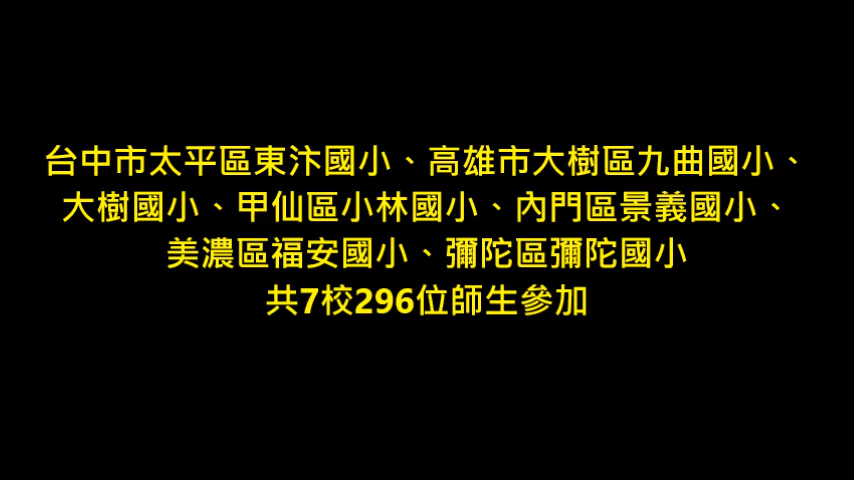 台中市太平區東汴國小、高雄市大樹區九曲國小、
大樹國小、甲仙區小林國小、內門區景義國小、
美濃區福安國小、彌陀區彌陀國小
共7校296位師生參加